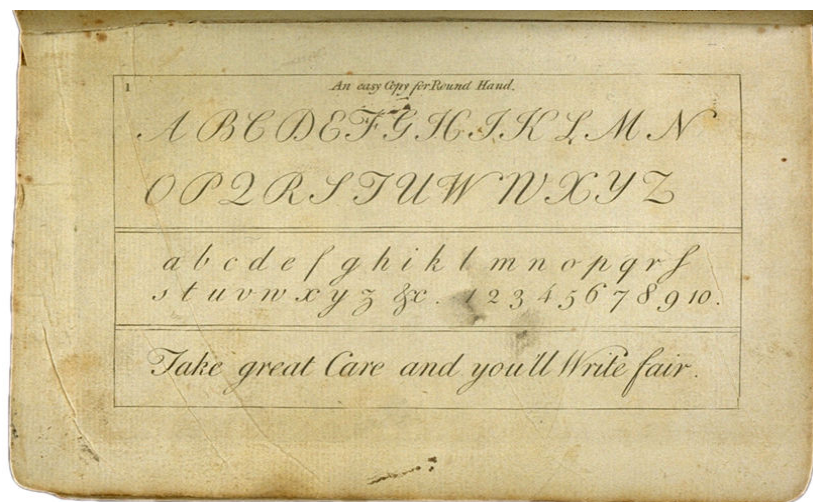 1 An easy Copy for Round Hand.
A B C D E F G H I K L M N
O P Q R S T U W W X Y Z
a b c d e f g h i k l m n o p q r ſ
s t u v w x y z &c. 1 2 3 4 5 6 7 8 9 10.
Take great Care and you'll Write fair.